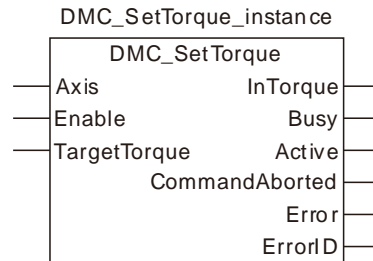 DMC_SetTorque_instance
DMC_SetTorque
Axis InTorque
Enable Busy
TargetTorque Active
CommandAborted
Error
ErrorID